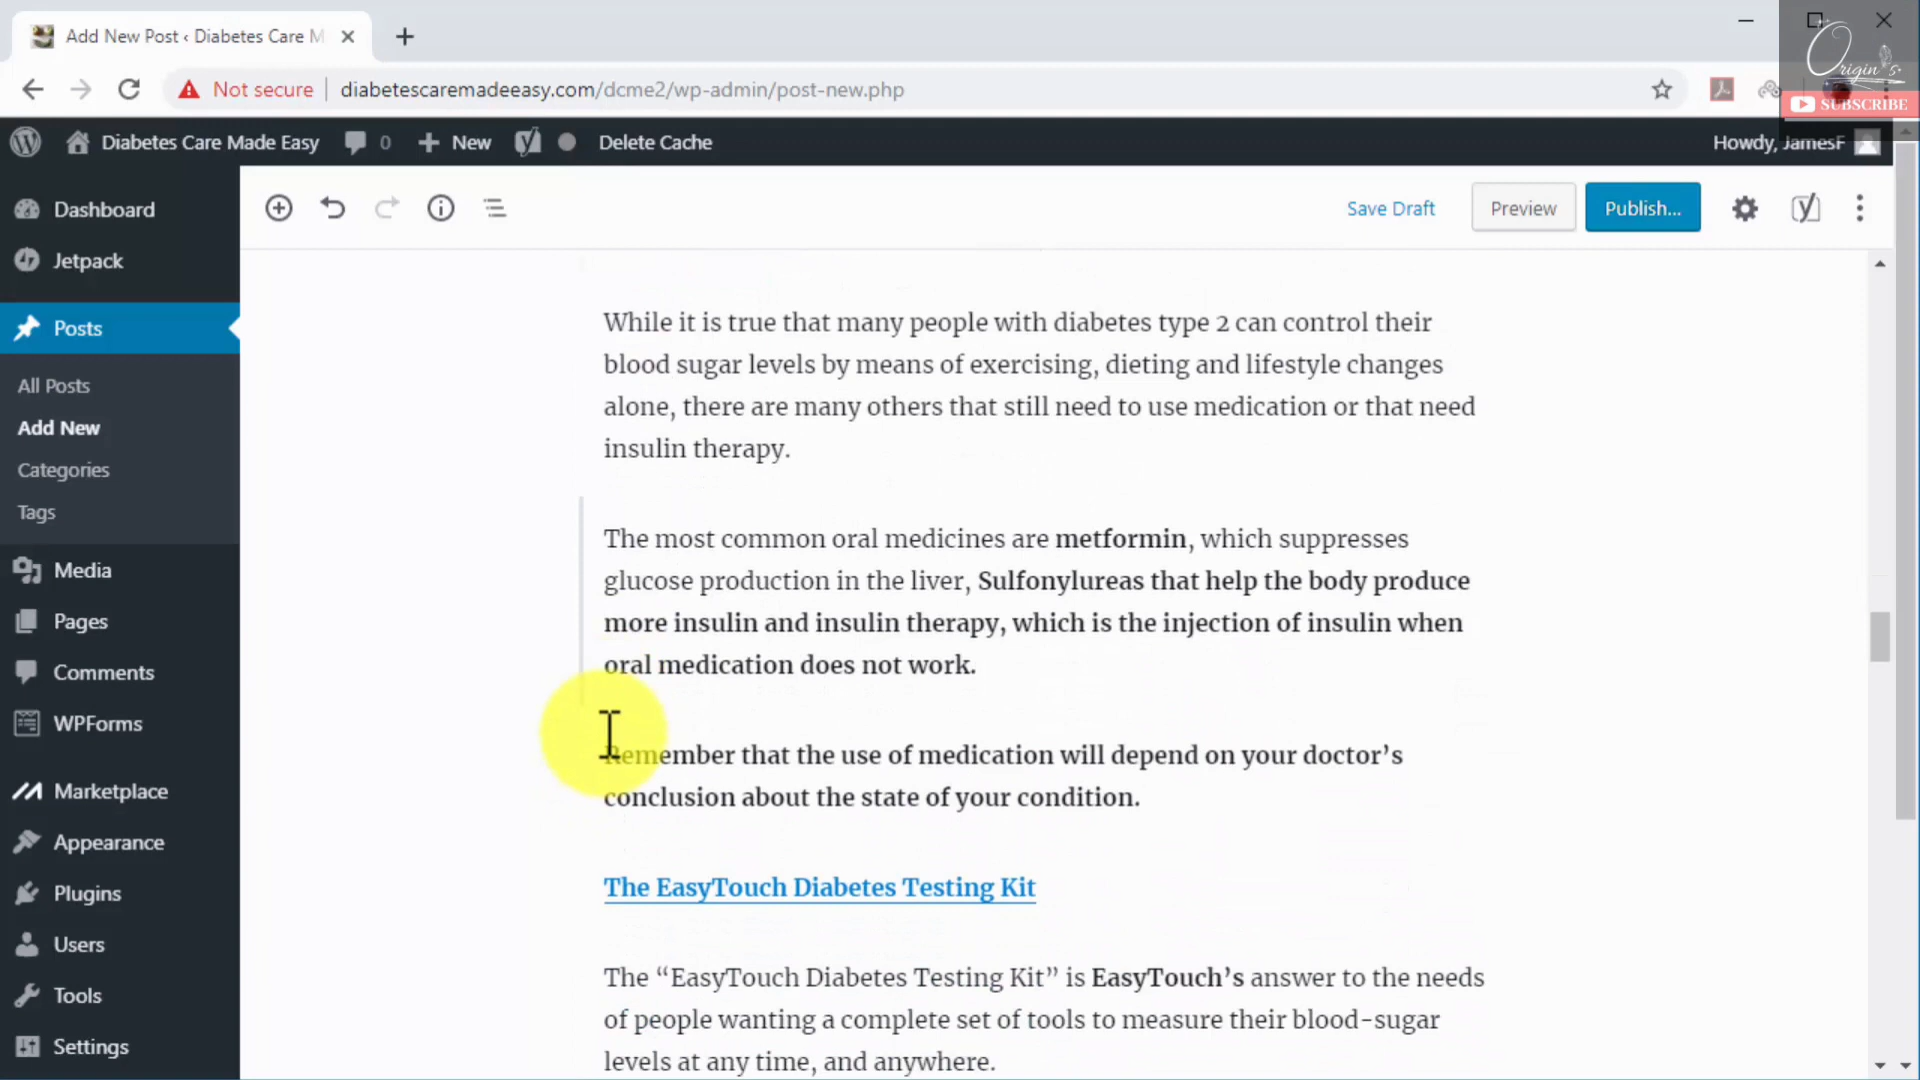 Add New Post ‹ Diabetes Care M
Not secure
diabetescaremadeeasy.com/dcme2/wp-admin/post-new.php
Origin's
SUBSCRIBE
Diabetes Care Made Easy
0
New
Delete Cache
Howdy, JamesF
Dashboard
Jetpack
Posts
All Posts
Add New
Categories
Tags
Media
Pages
Comments
WPForms
Marketplace
Appearance
Plugins
Users
Tools
Settings
Save Draft
Preview
Publish...
While it is true that many people with diabetes type 2 can control their
blood sugar levels by means of exercising, dieting and lifestyle changes
alone, there are many others that still need to use medication or that need
insulin therapy.
The most common oral medicines are metformin, which suppresses
glucose production in the liver, Sulfonylureas that help the body produce
more insulin and insulin therapy, which is the injection of insulin when
oral medication does not work.
Remember that the use of medication will depend on your doctor’s
conclusion about the state of your condition.
The EasyTouch Diabetes Testing Kit
The “EasyTouch Diabetes Testing Kit” is EasyTouch’s answer to the needs
of people wanting a complete set of tools to measure their blood-sugar
levels at any time, and anywhere.